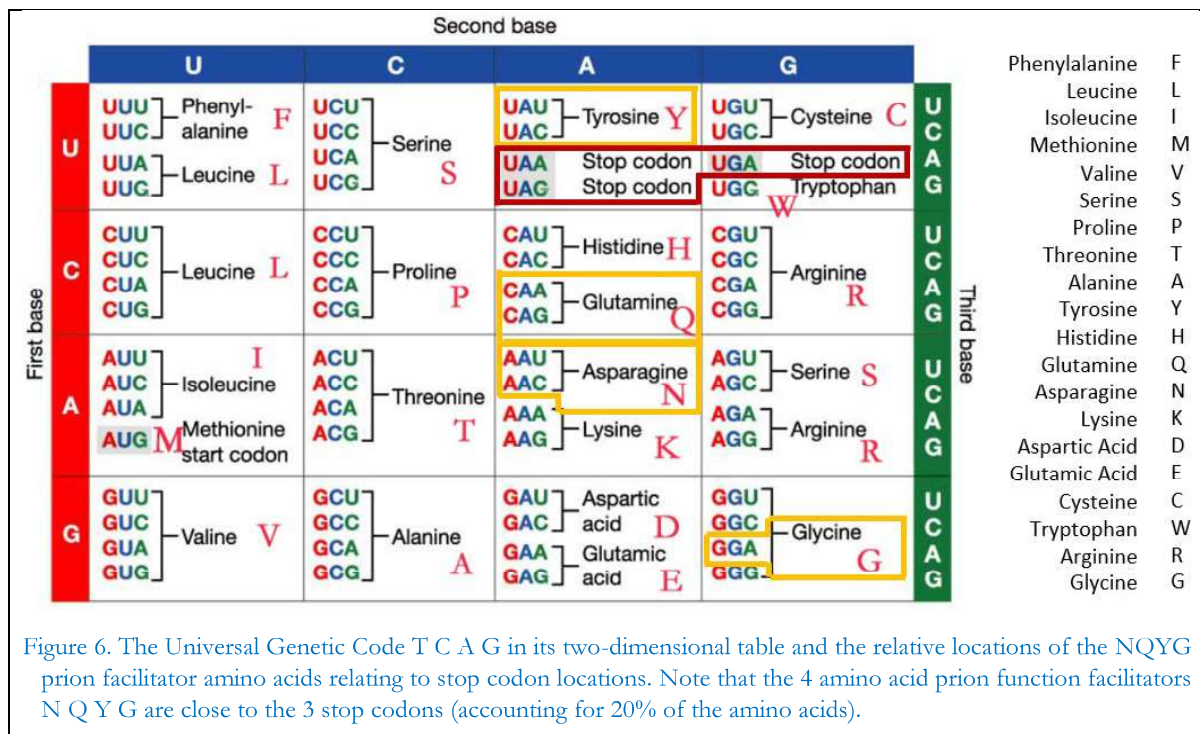 Second base
U C A G
First base
U
UUU
UUC
Phenyl-
alanine F
UUA
UUG
Leucine L
UCU
UCC
UCA
UCG
Serine
S
UAU
UAC
Tyrosine Y
UAA Stop codon
UAG Stop codon
UGU
UGC
Cysteine C
UGA Stop codon
UGG Tryptophan
W
U
C
A
G
C
CUU
CUC
CUA
CUG
Leucine L
CCU
CCC
CCA
CCG
Proline
P
CAU
CAC
Histidine H
CAA
CAG
Glutamine
Q
CGU
CGC
CGA
CGG
Arginine
R
U
C
A
G
A
AUU
AUC
AUA
I
Isoleucine
AUG M Methionine
start codon
ACU
ACC
ACA
ACG
Threonine
T
AAU
AAC
Asparagine
N
AAA
AAG
Lysine
K
AGU
AGC
Serine S
AGA
AGG
Arginine
R
U
C
A
G
G
GUU
GUC
GUA
GUG
Valine V
GCU
GCC
GCA
GCG
Alanine
A
GAU
GAC
Aspartic
acid D
GAA
GAG
Glutamic
acid E
GGU
GGC
GGA
GGG
Glycine
G
U
C
A
G
Third base
Phenylalanine F
Leucine L
Isoleucine I
Methionine M
Valine V
Serine S
Proline P
Threonine T
Alanine A
Tyrosine Y
Histidine H
Glutamine Q
Asparagine N
Lysine K
Aspartic Acid D
Glutamic Acid E
Cysteine C
Tryptophan W
Arginine R
Glycine G
Figure 6. The Universal Genetic Code T C A G in its two-dimensional table and the relative locations of the NQYG
prion facilitator amino acids relating to stop codon locations. Note that the 4 amino acid prion function facilitators
N Q Y G are close to the 3 stop codons (accounting for 20% of the amino acids).